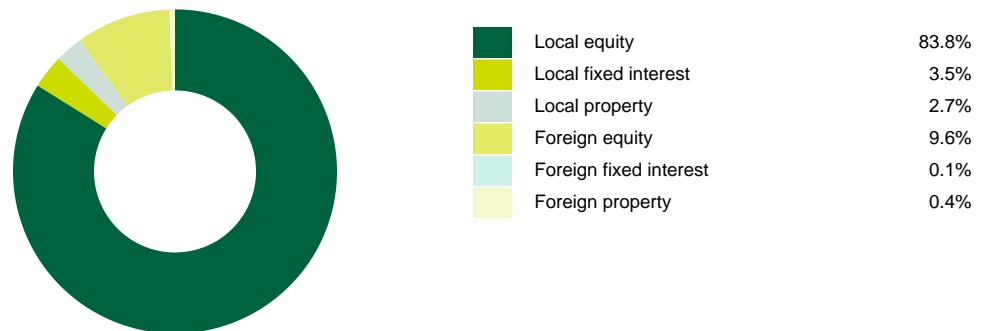 Local equity 83.8%
Local fixed interest 3.5%
Local property 2.7%
Foreign equity 9.6%
Foreign fixed interest 0.1%
Foreign property 0.4%